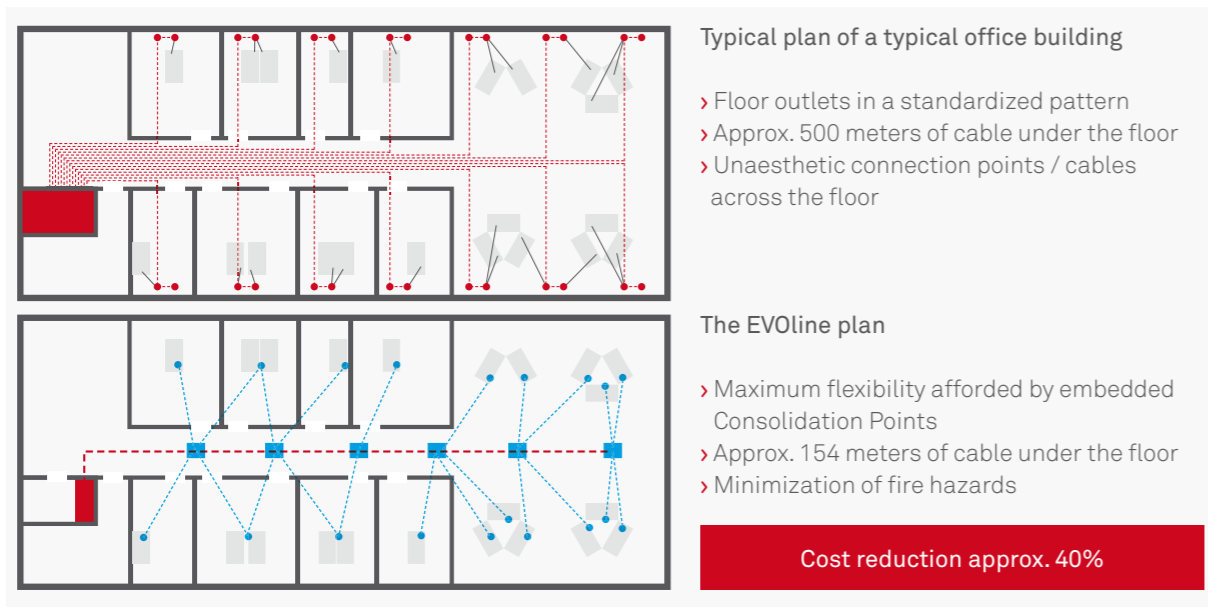 Typical plan of a typical office building
› Floor outlets in a standardized pattern
› Approx. 500 meters of cable under the floor
› Unaesthetic connection points / cables
across the floor
The EVOline plan
› Maximum flexibility afforded by embedded
Consolidation Points
› Approx. 154 meters of cable under the floor
› Minimization of fire hazards
Cost reduction approx. 40%